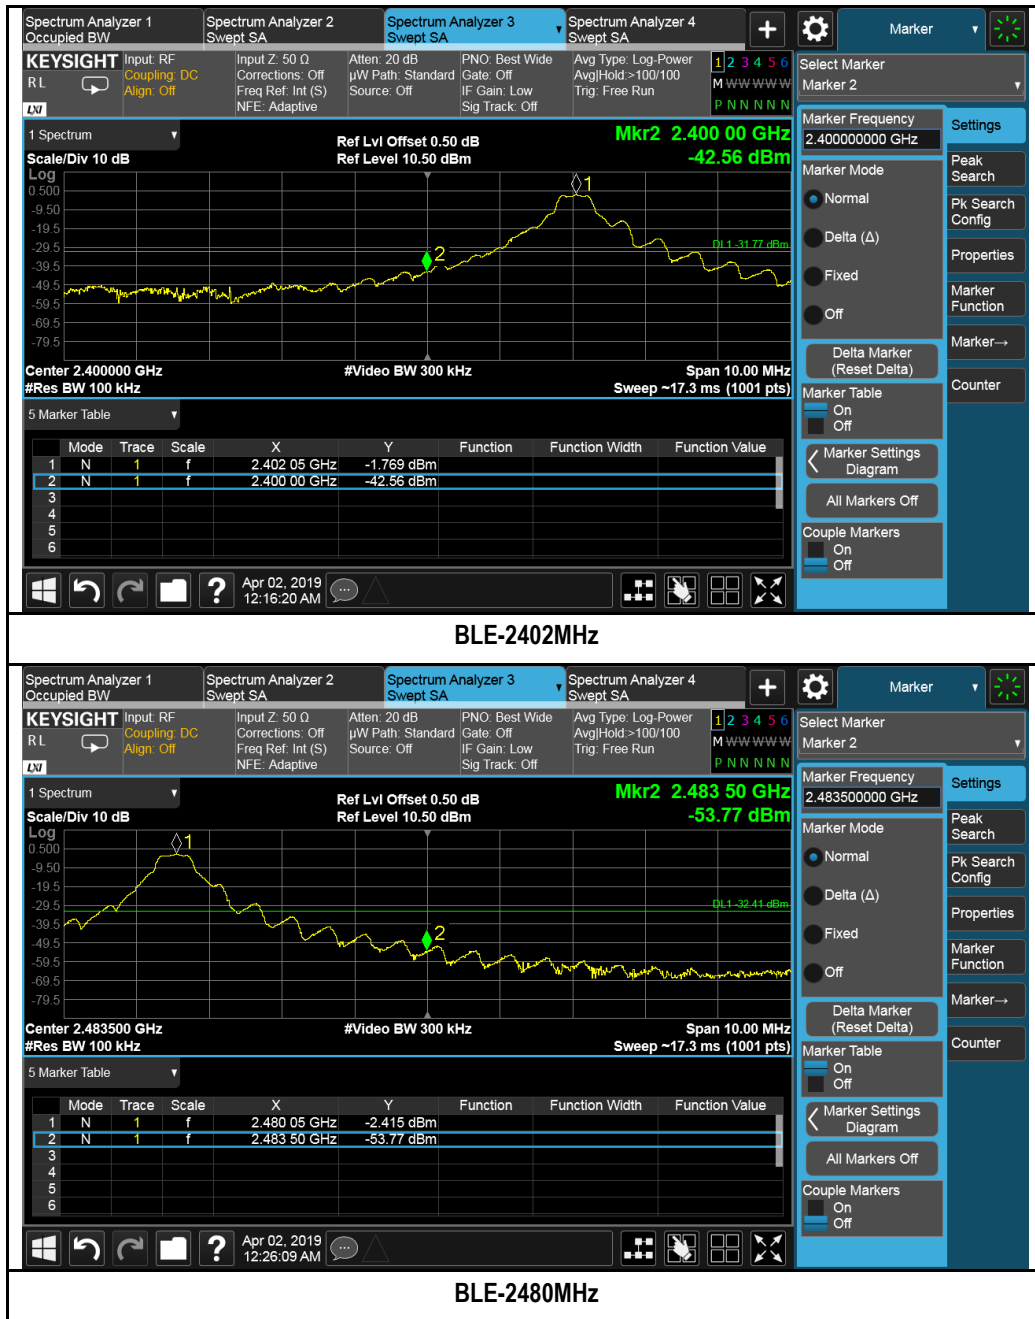 Spectrum Analyzer 1
Occupied BW
Spectrum Analyzer 2
Swept SA
Spectrum Analyzer 3
Swept SA
Spectrum Analyzer 4
Swept SA
Marker
KEYSIGHT
RL
LXI
Input: RF
Coupling: DC
Align: Off
Input Z: 50 Ω
Corrections: Off
Freq Ref: Int (S)
NFE: Adaptive
Atten: 20 dB
µW Path: Standard
Source: Off
PNO: Best Wide
Gate: Off
IF Gain: Low
Sig Track: Off
Avg Type: Log-Power
Avg|Hold:>100/100
Trig: Free Run
1 2 3 4 5 6
M W W W W W
P N N N N N
Select Marker
Marker 2
1 Spectrum
Scale/Div 10 dB
Log
Ref Lvl Offset 0.50 dB
Ref Level 10.50 dBm
Mkr2 2.400 00 GHz
-42.56 dBm
0.500
-9.50
-19.5
-29.5
-39.5
-49.5
-59.5
-69.5
-79.5
1
2
DL1 -31.77 dBm
Center 2.400000 GHz
#Res BW 100 kHz
#Video BW 300 kHz
Span 10.00 MHz
Sweep ~17.3 ms (1001 pts)
5 Marker Table
Mode Trace Scale X Y Function Function Width Function Value
1 N 1 f 2.402 05 GHz -1.769 dBm
2 N 1 f 2.400 00 GHz -42.56 dBm
3
4
5
6
Apr 02, 2019
12:16:20 AM
Marker Frequency
2.400000000 GHz
Marker Mode
Normal
Delta (Δ)
Fixed
Off
Delta Marker
(Reset Delta)
Marker Table
On
Off
Marker Settings
Diagram
All Markers Off
Couple Markers
On
Off
Settings
Peak
Search
Pk Search
Config
Properties
Marker
Function
Marker→
Counter
BLE-2402MHz
Spectrum Analyzer 1
Occupied BW
Spectrum Analyzer 2
Swept SA
Spectrum Analyzer 3
Swept SA
Spectrum Analyzer 4
Swept SA
Marker
KEYSIGHT
RL
LXI
Input: RF
Coupling: DC
Align: Off
Input Z: 50 Ω
Corrections: Off
Freq Ref: Int (S)
NFE: Adaptive
Atten: 20 dB
µW Path: Standard
Source: Off
PNO: Best Wide
Gate: Off
IF Gain: Low
Sig Track: Off
Avg Type: Log-Power
Avg|Hold:>100/100
Trig: Free Run
1 2 3 4 5 6
M W W W W W
P N N N N N
Select Marker
Marker 2
1 Spectrum
Scale/Div 10 dB
Log
Ref Lvl Offset 0.50 dB
Ref Level 10.50 dBm
Mkr2 2.483 50 GHz
-53.77 dBm
0.500
-9.50
-19.5
-29.5
-39.5
-49.5
-59.5
-69.5
-79.5
1
2
DL1 -32.41 dBm
Center 2.483500 GHz
#Res BW 100 kHz
#Video BW 300 kHz
Span 10.00 MHz
Sweep ~17.3 ms (1001 pts)
5 Marker Table
Mode Trace Scale X Y Function Function Width Function Value
1 N 1 f 2.480 05 GHz -2.415 dBm
2 N 1 f 2.483 50 GHz -53.77 dBm
3
4
5
6
Apr 02, 2019
12:26:09 AM
Marker Frequency
2.483500000 GHz
Marker Mode
Normal
Delta (Δ)
Fixed
Off
Delta Marker
(Reset Delta)
Marker Table
On
Off
Marker Settings
Diagram
All Markers Off
Couple Markers
On
Off
Settings
Peak
Search
Pk Search
Config
Properties
Marker
Function
Marker→
Counter
BLE-2480MHz